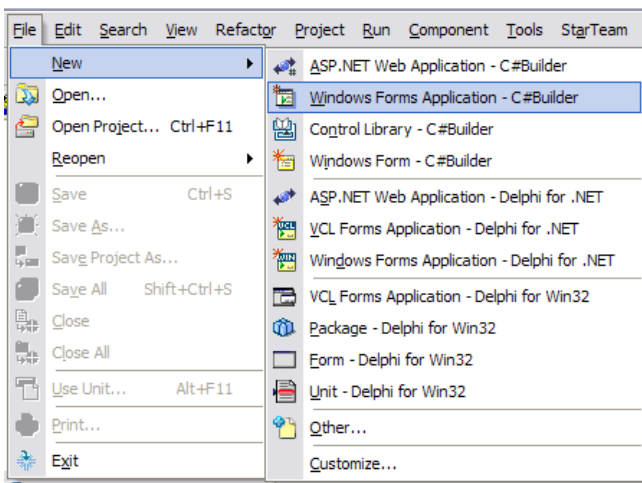 File Edit Search View Refactor Project Run Component Tools StarTeam
New
Open...
Open Project... Ctrl+F11
Reopen
Save Ctrl+S
Save As...
Save Project As...
Save All Shift+Ctrl+S
Close
Close All
Use Unit... Alt+F11
Print...
Exit
ASP.NET Web Application - C#Builder
Windows Forms Application - C#Builder
Control Library - C#Builder
Windows Form - C#Builder
ASP.NET Web Application - Delphi for .NET
VCL Forms Application - Delphi for .NET
Windows Forms Application - Delphi for .NET
VCL Forms Application - Delphi for Win32
Package - Delphi for Win32
Form - Delphi for Win32
Unit - Delphi for Win32
Other...
Customize...